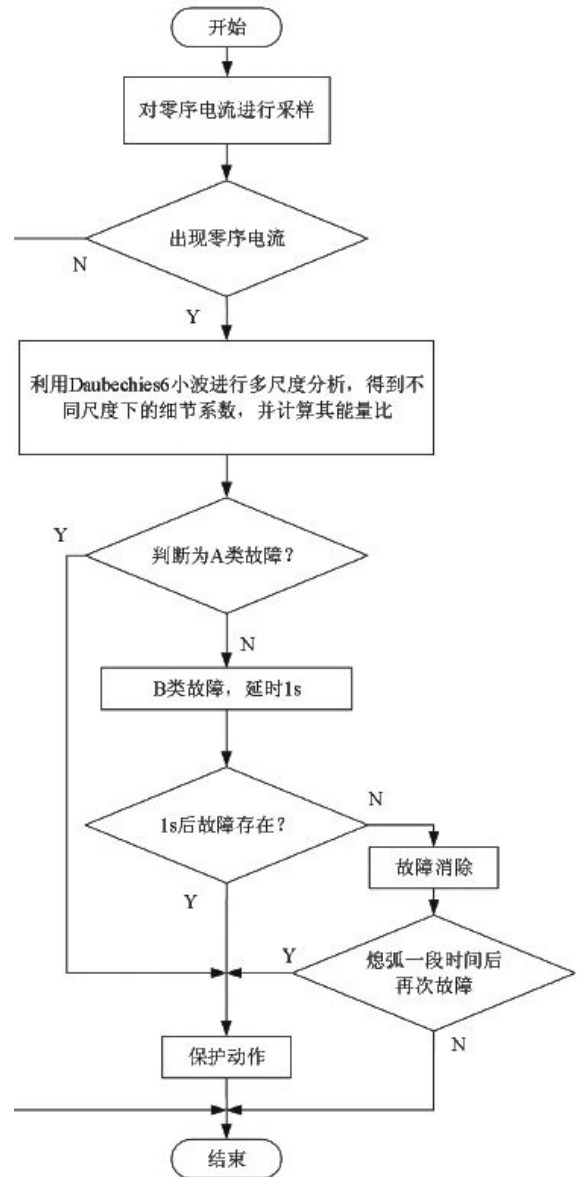 开始
对零序电流进行采样
出现零序电流
N
Y
利用Daubechies6小波进行多尺度分析，得到不
同尺度下的细节系数，并计算其能量比
Y
判断为A类故障？
N
B类故障，延时1s
N
1s后故障存在？
故障消除
Y
Y
熄弧一段时间后
再次故障
N
保护动作
结束